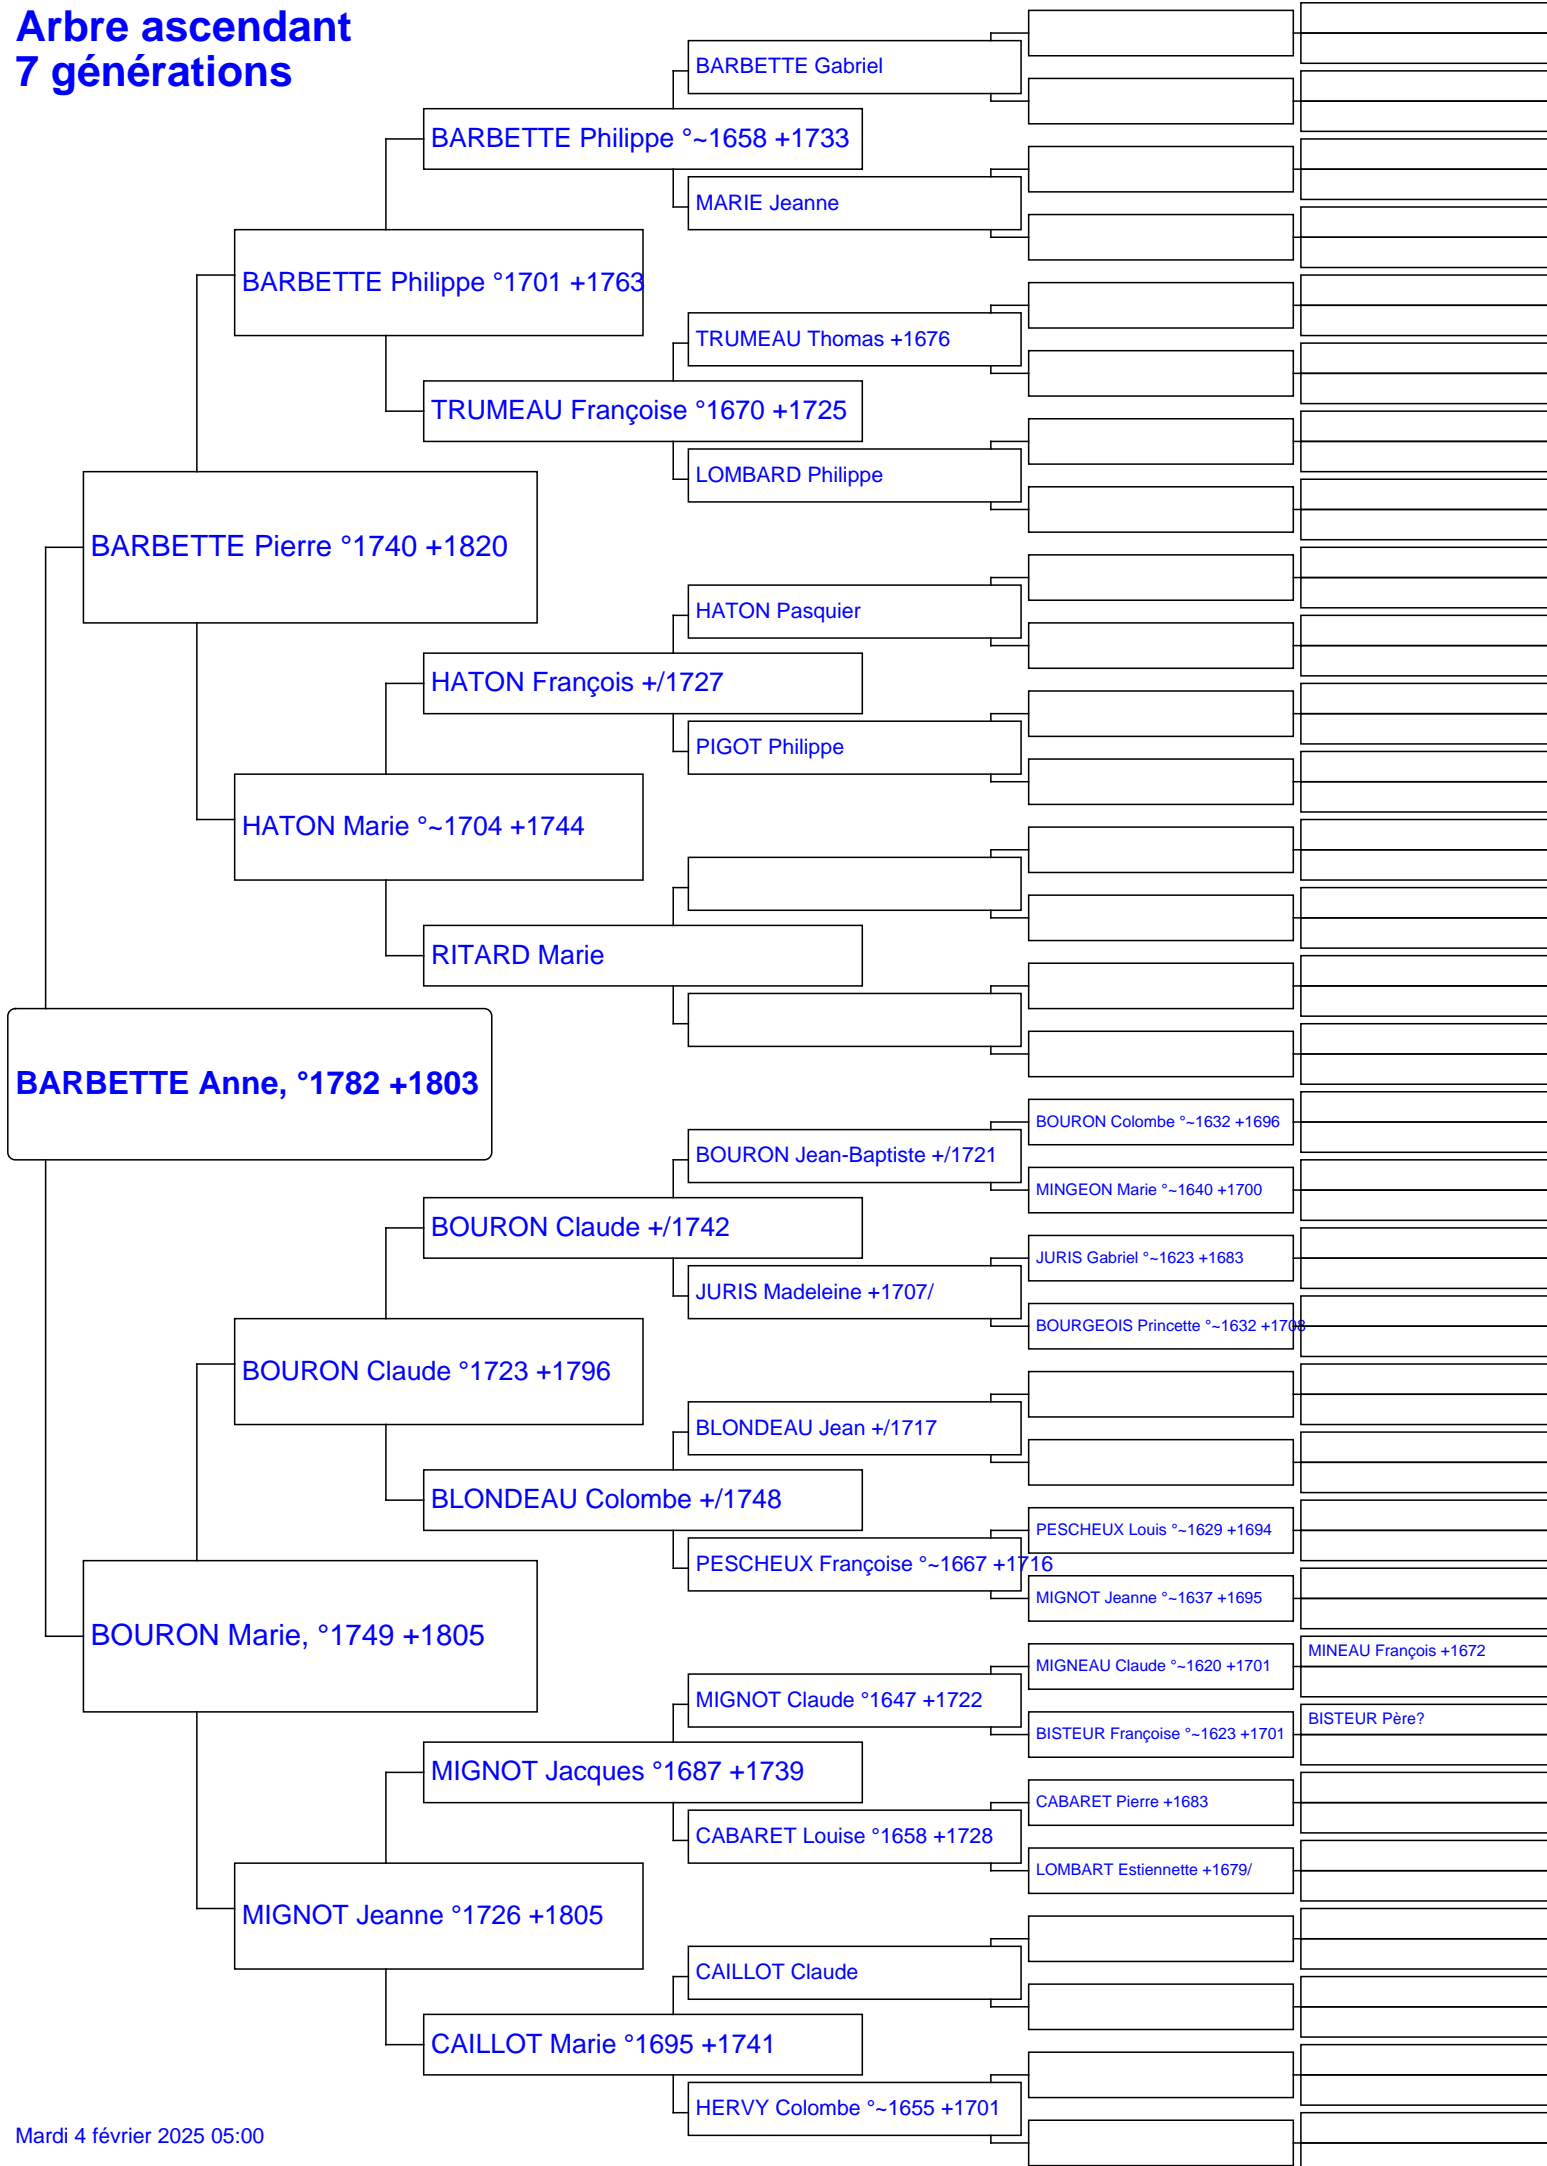 Arbre ascendant
7 générations
BARBETTE Gabriel
BARBETTE Philippe °~1658 +1733
MARIE Jeanne
BARBETTE Philippe °1701 +1763
TRUMEAU Thomas +1676
TRUMEAU Françoise °1670 +1725
LOMBARD Philippe
BARBETTE Pierre °1740 +1820
HATON Pasquier
HATON François +/1727
PIGOT Philippe
HATON Marie °~1704 +1744
RITARD Marie
BARBETTE Anne, °1782 +1803
BOURON Colombe °~1632 +1696
BOURON Jean-Baptiste +/1721
MINGEON Marie °~1640 +1700
BOURON Claude +/1742
JURIS Gabriel °~1623 +1683
JURIS Madeleine +1707/
BOURGEOIS Princette °~1632 +1708
BOURON Claude °1723 +1796
BLONDEAU Jean +/1717
BLONDEAU Colombe +/1748
PESCHEUX Louis °~1629 +1694
PESCHEUX Françoise °~1667 +1716
MIGNOT Jeanne °~1637 +1695
BOURON Marie, °1749 +1805
MINEAU François +1672
MIGNEAU Claude °~1620 +1701
MIGNOT Claude °1647 +1722
BISTEUR Père?
BISTEUR Françoise °~1623 +1701
MIGNOT Jacques °1687 +1739
CABARET Pierre +1683
CABARET Louise °1658 +1728
LOMBART Estiennette +1679/
MIGNOT Jeanne °1726 +1805
CAILLOT Claude
CAILLOT Marie °1695 +1741
HERVY Colombe °~1655 +1701
Mardi 4 février 2025 05:00